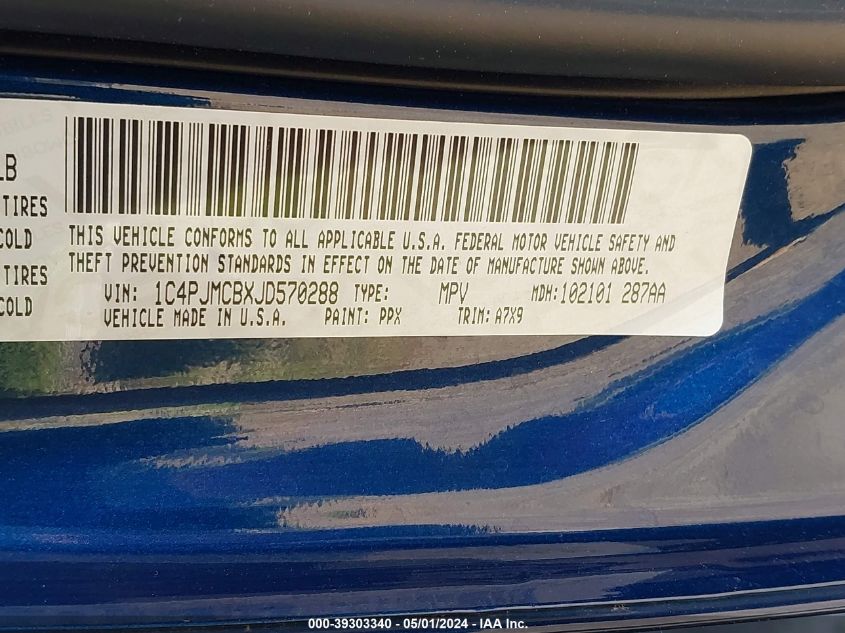 LB
TIRES
COLD
TIRES
COLD
THIS VEHICLE CONFORMS TO ALL APPLICABLE U.S.A. FEDERAL MOTOR VEHICLE SAFETY AND
THEFT PREVENTION STANDARDS IN EFFECT ON THE DATE OF MANUFACTURE SHOWN ABOVE.
VIN: 1C4PJMCBXJD570288 TYPE: MPV MDH:102101 287AA
VEHICLE MADE IN U.S.A. PAINT: PPX TRIM: A7X9
000-39303340 - 05/01/2024 - IAA Inc.